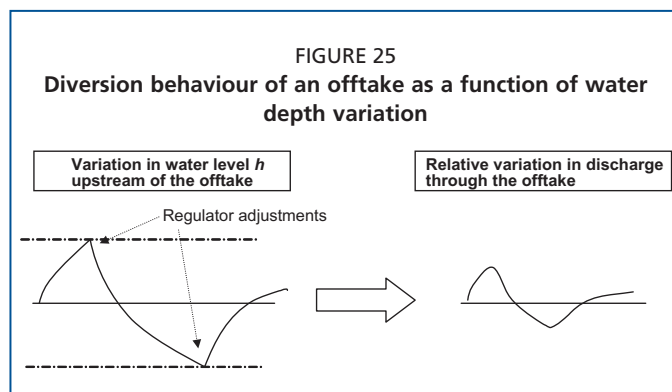 FIGURE 25
Diversion behaviour of an offtake as a function of water
depth variation
Variation in water level h
upstream of the offtake
Relative variation in discharge
through the offtake
Regulator adjustments